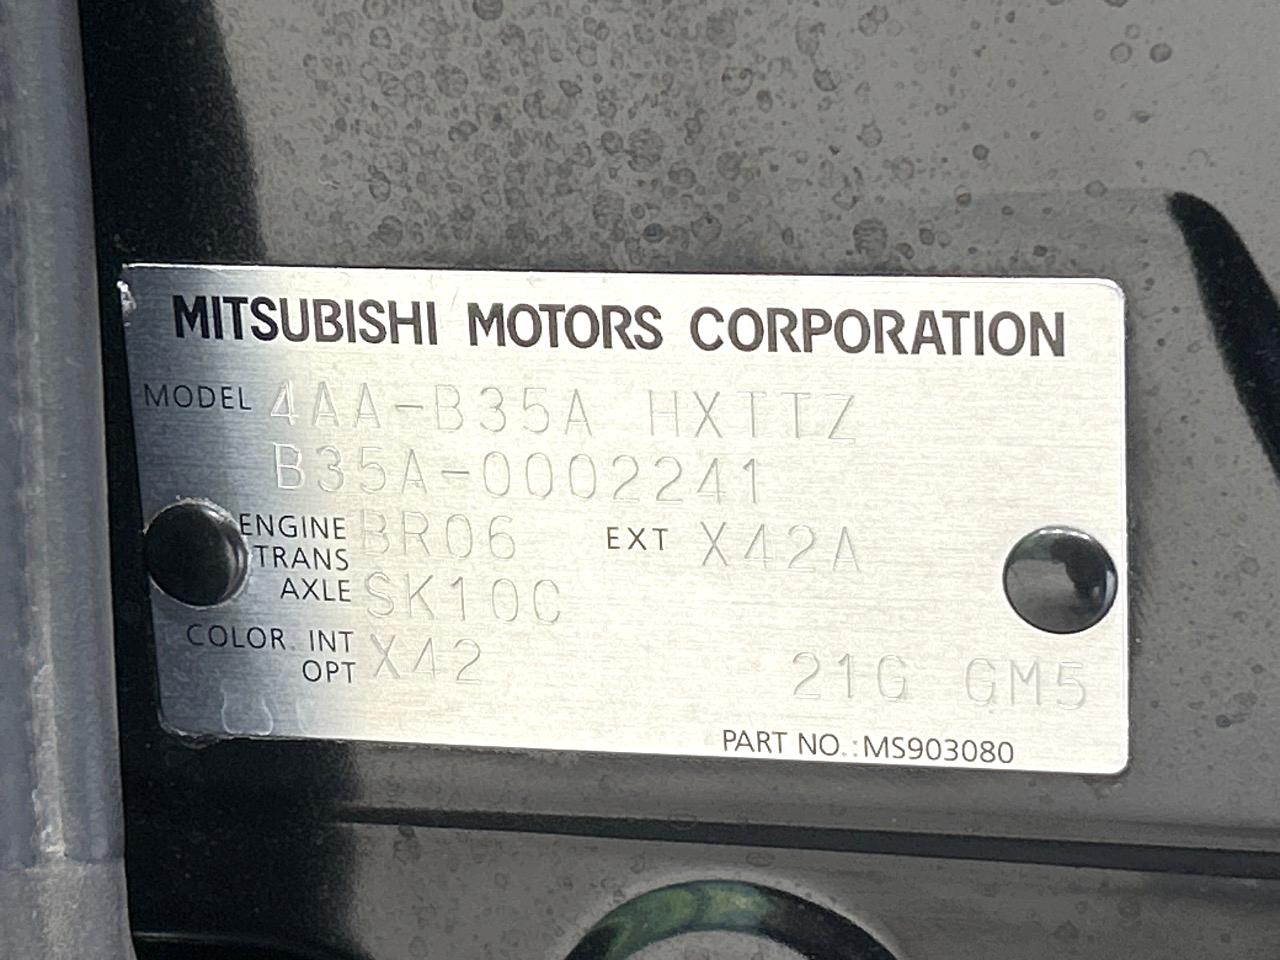 MITSUBISHI MOTORS CORPORATION
MODEL 4AA-B35A HXTTZ
B35A-0002241
ENGINE BR06 EXT X42A
TRANS
AXLE SK10C
COLOR. INT X42
OPT 21G GM5
PART NO.:MS903080